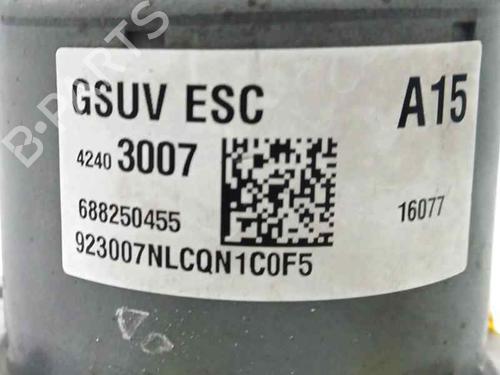 B-PARTS
GSUV ESC A15
4240 3007
688250455 16077
923007NLCQN1C0F5